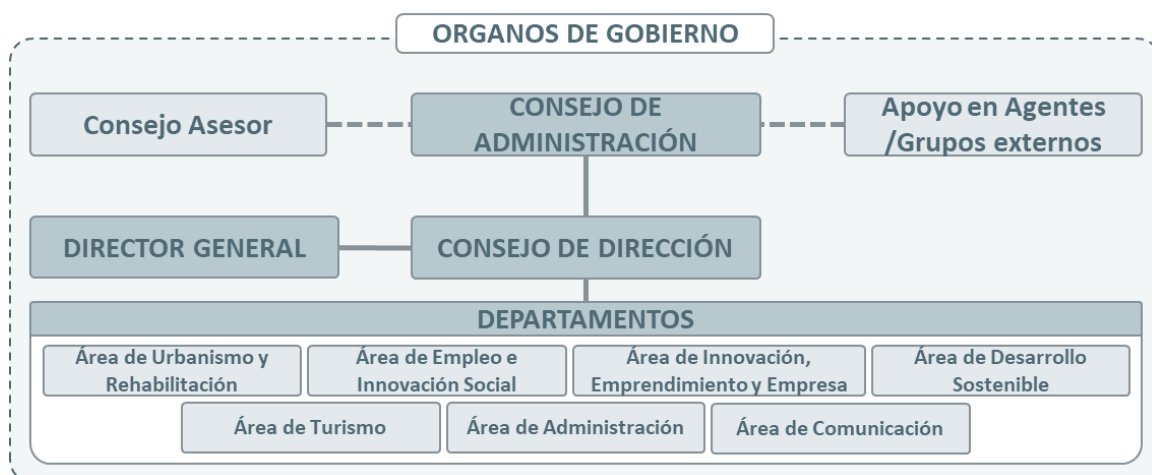 ORGANOS DE GOBIERNO
Consejo Asesor
CONSEJO DE
ADMINISTRACIÓN
Apoyo en Agentes
/Grupos externos
DIRECTOR GENERAL
CONSEJO DE DIRECCIÓN
DEPARTAMENTOS
Área de Urbanismo y
Rehabilitación
Área de Empleo e
Innovación Social
Área de Innovación,
Emprendimiento y Empresa
Área de Desarrollo
Sostenible
Área de Turismo
Área de Administración
Área de Comunicación